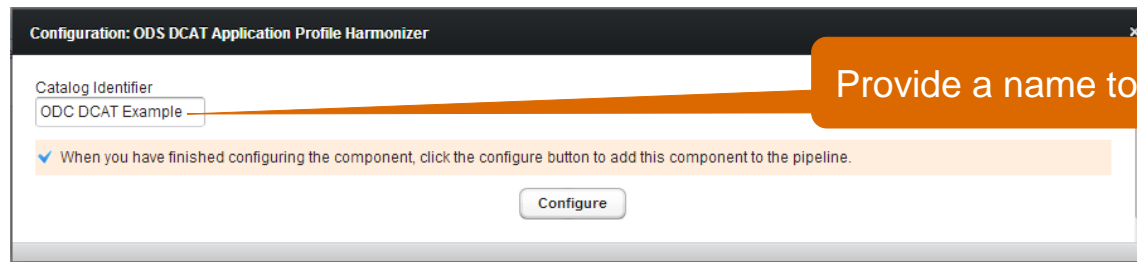 Configuration: ODS DCAT Application Profile Harmonizer
Provide a name to
Catalog Identifier
ODC DCAT Example
When you have finished configuring the component, click the configure button to add this component to the pipeline.
Configure